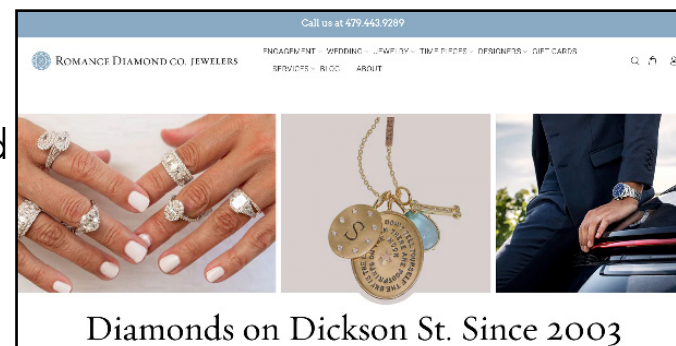 Call us at 479.443.9289
ROMANCE DIAMOND CO. JEWELERS
ENGAGEMENT WEDDING JEWELRY TIME PIECES DESIGNERS GIFT CARDS
SERVICES BLOG ABOUT
d
S
Diamonds on Dickson St. Since 2003